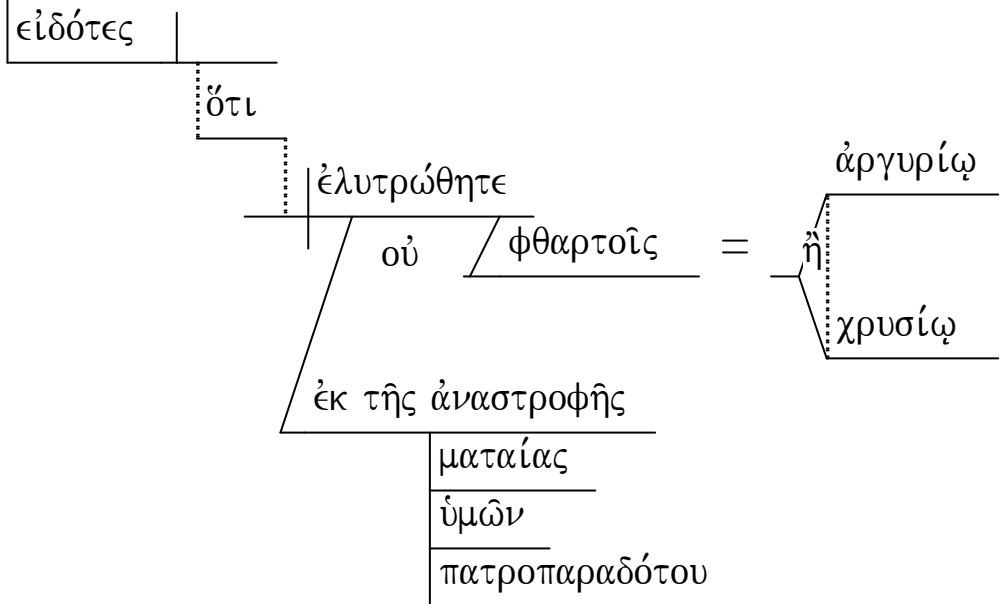 εἰδότες
ὅτι
ἐλυτρώθητε
οὐ
φθαρτοῖς = ἀργυρίῳ
ἢ
χρυσίῳ
ἐκ τῆς ἀναστροφῆς
ματαίας
ὑμῶν
πατροπαραδότου